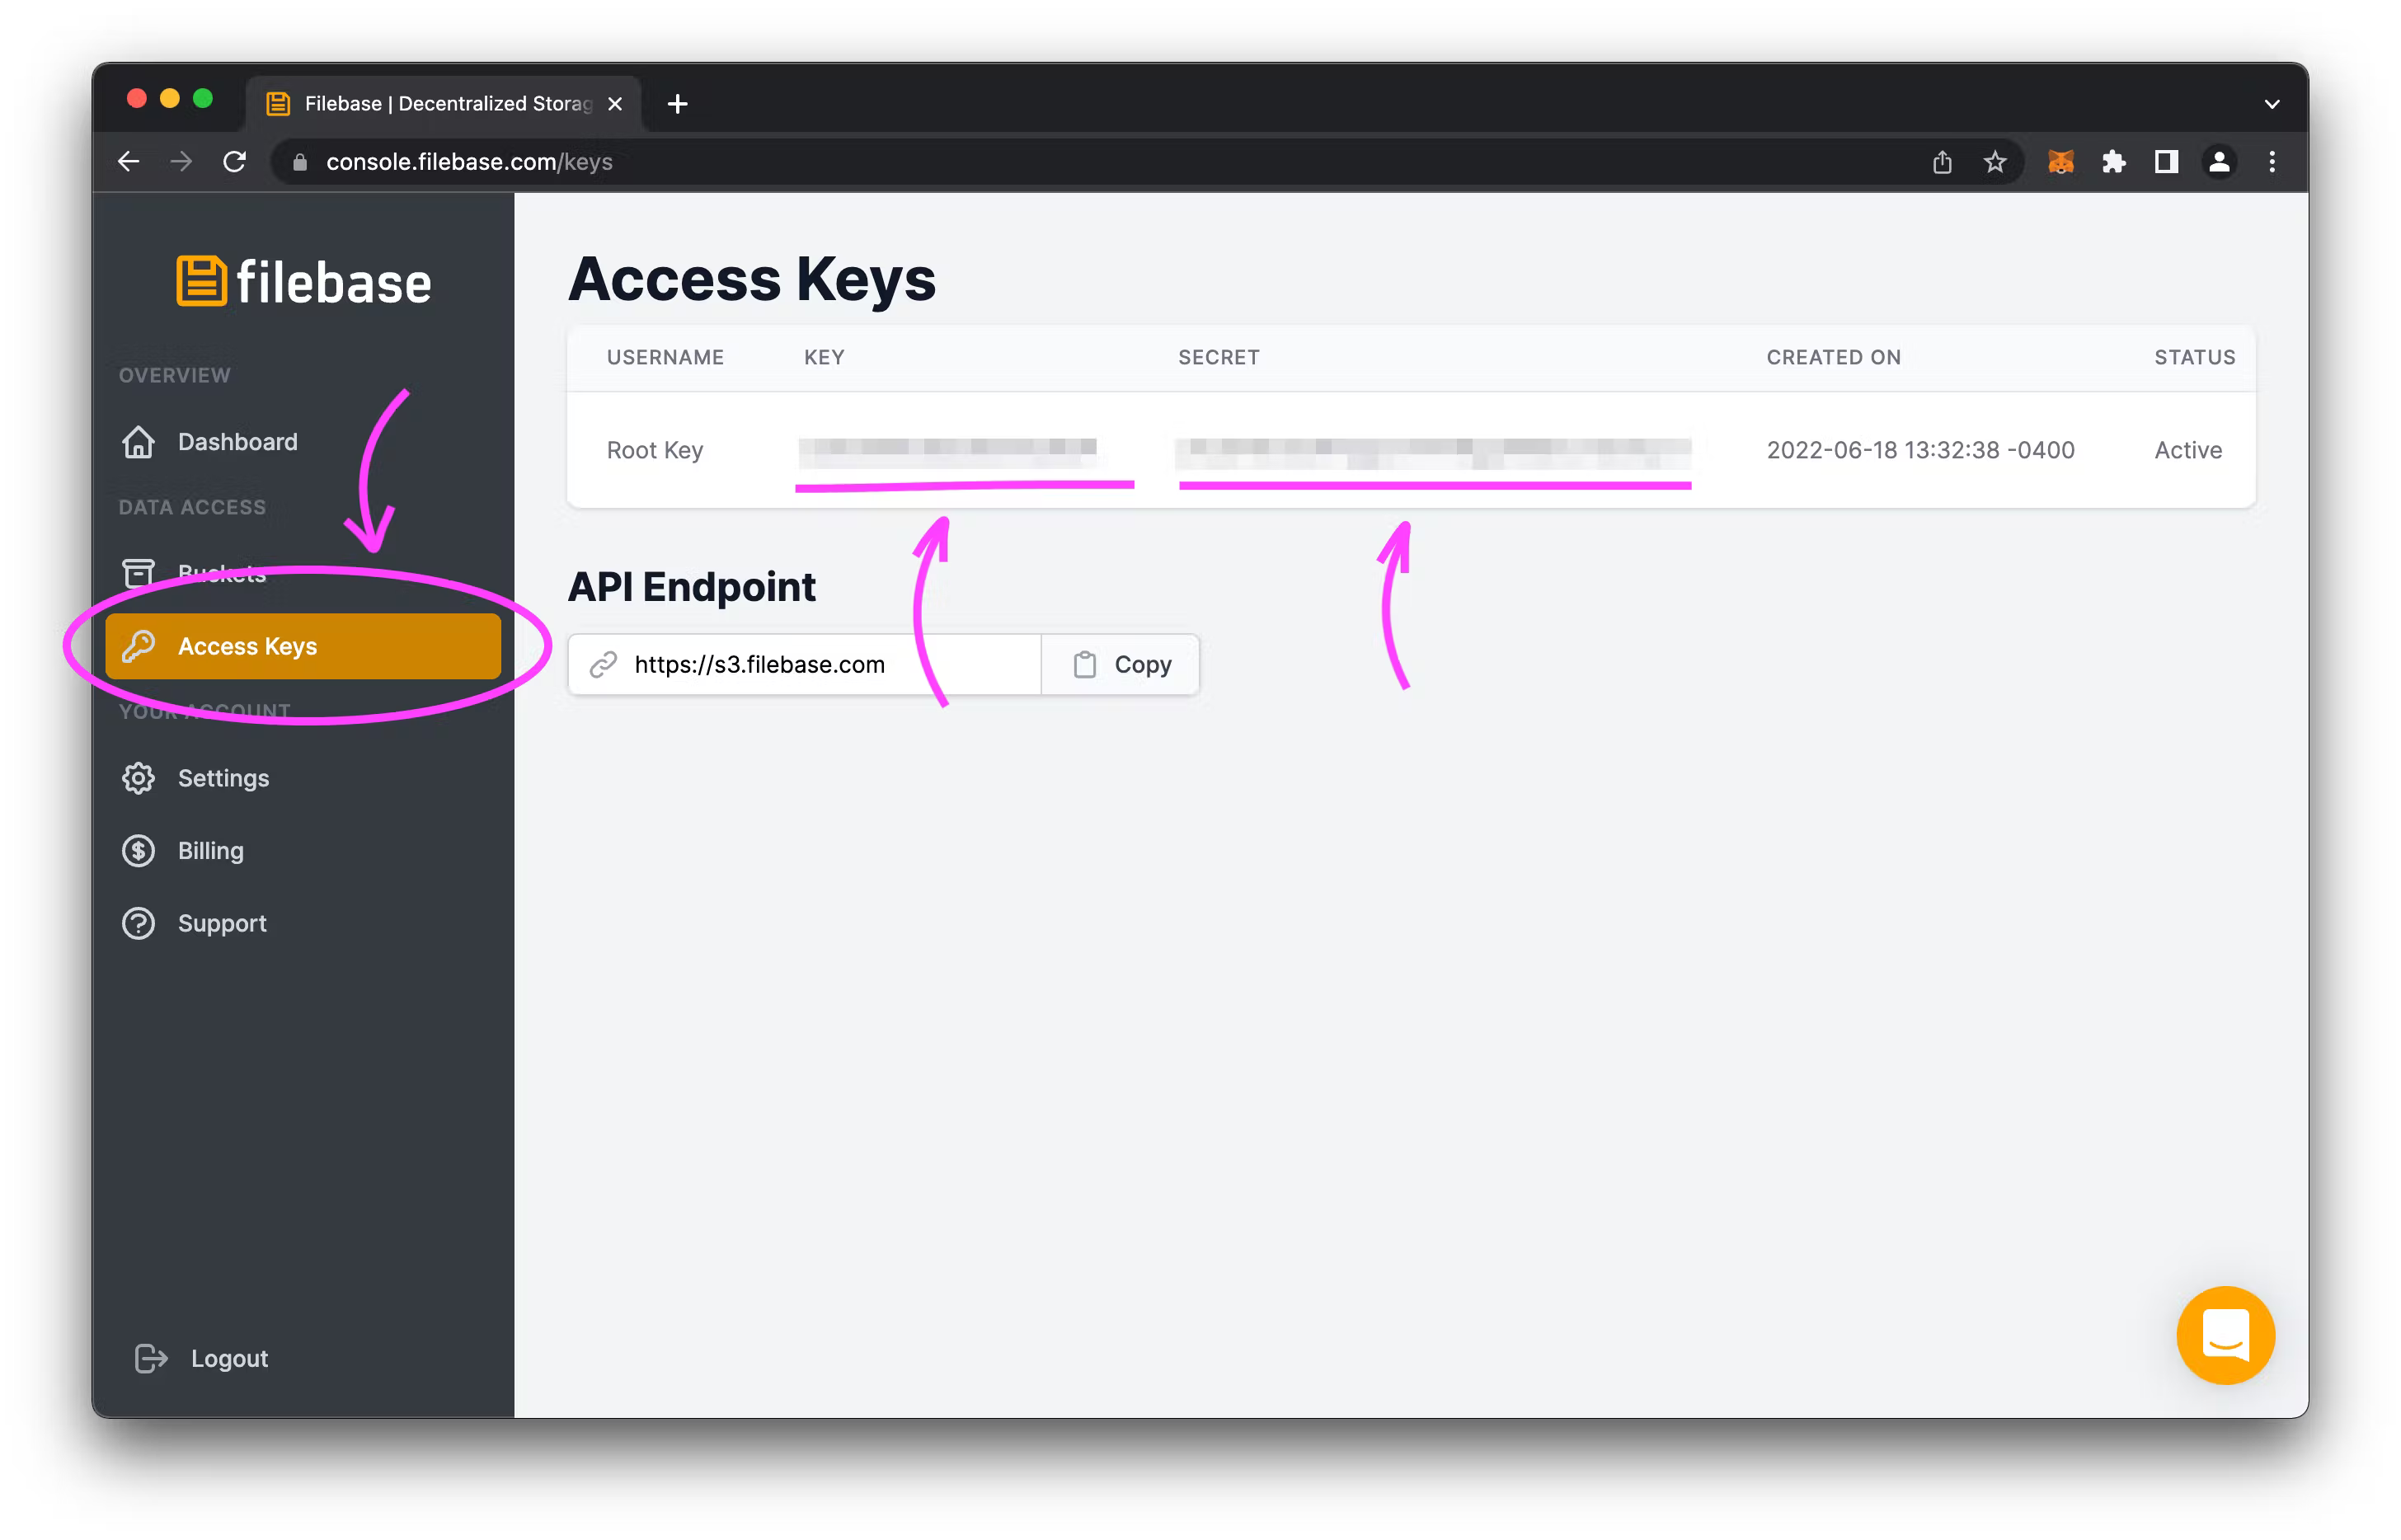 Filebase | Decentralized Storag
console.filebase.com/keys
filebase
OVERVIEW
Dashboard
DATA ACCESS
Buckets
Access Keys
YOUR ACCOUNT
Settings
Billing
Support
Logout
Access Keys
USERNAME KEY SECRET CREATED ON STATUS
Root Key 2022-06-18 13:32:38 -0400 Active
API Endpoint
https://s3.filebase.com Copy